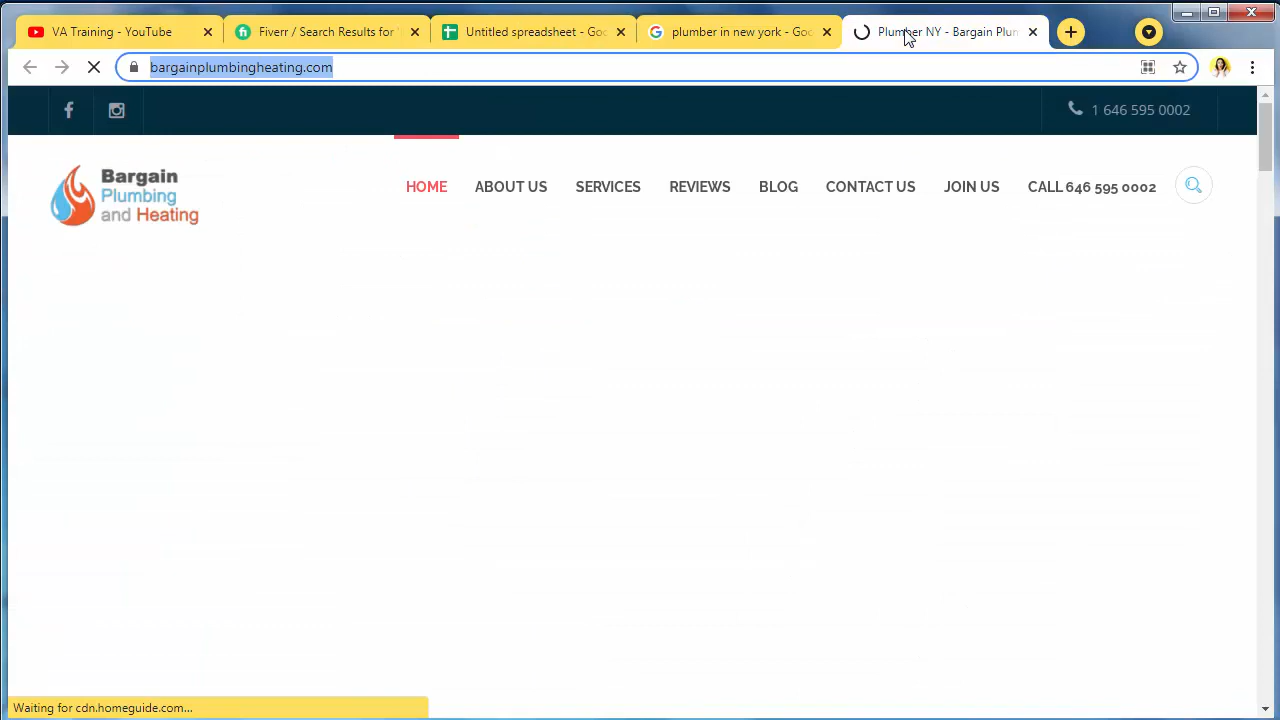 VA Training - YouTube
Fiverr / Search Results for
Untitled spreadsheet - Goo
plumber in new york - Goo
Plumber NY - Bargain Plum
bargainplumbingheating.com
1 646 595 0002
Bargain
Plumbing
and Heating
HOME
ABOUT US
SERVICES
REVIEWS
BLOG
CONTACT US
JOIN US
CALL 646 595 0002
Waiting for cdn.homeguide.com...